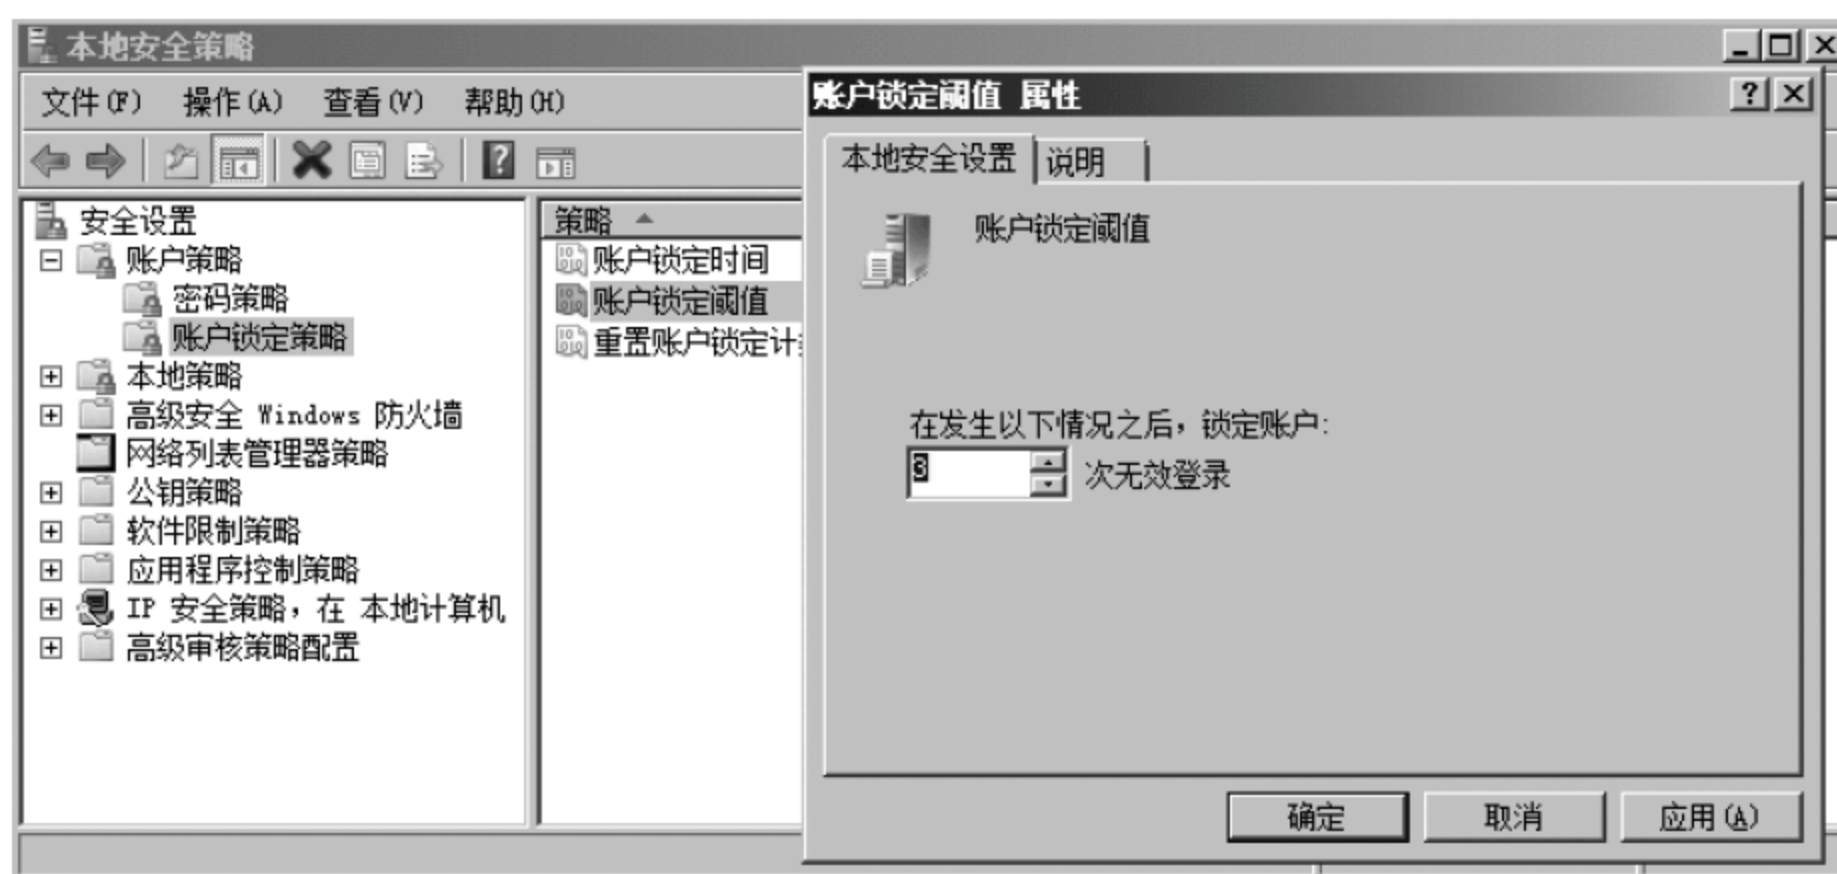 本地安全策略
文件(F) 操作(A) 查看(V) 帮助(H)
安全设置
账户策略
密码策略
账户锁定策略
本地策略
高级安全 Windows 防火墙
网络列表管理器策略
公钥策略
软件限制策略
应用程序控制策略
IP 安全策略，在 本地计算机
高级审核策略配置
策略
账户锁定时间
账户锁定阈值
重置账户锁定计
账户锁定阈值 属性
本地安全设置 说明
账户锁定阈值
在发生以下情况之后，锁定账户:
3 次无效登录
确定 取消 应用(A)